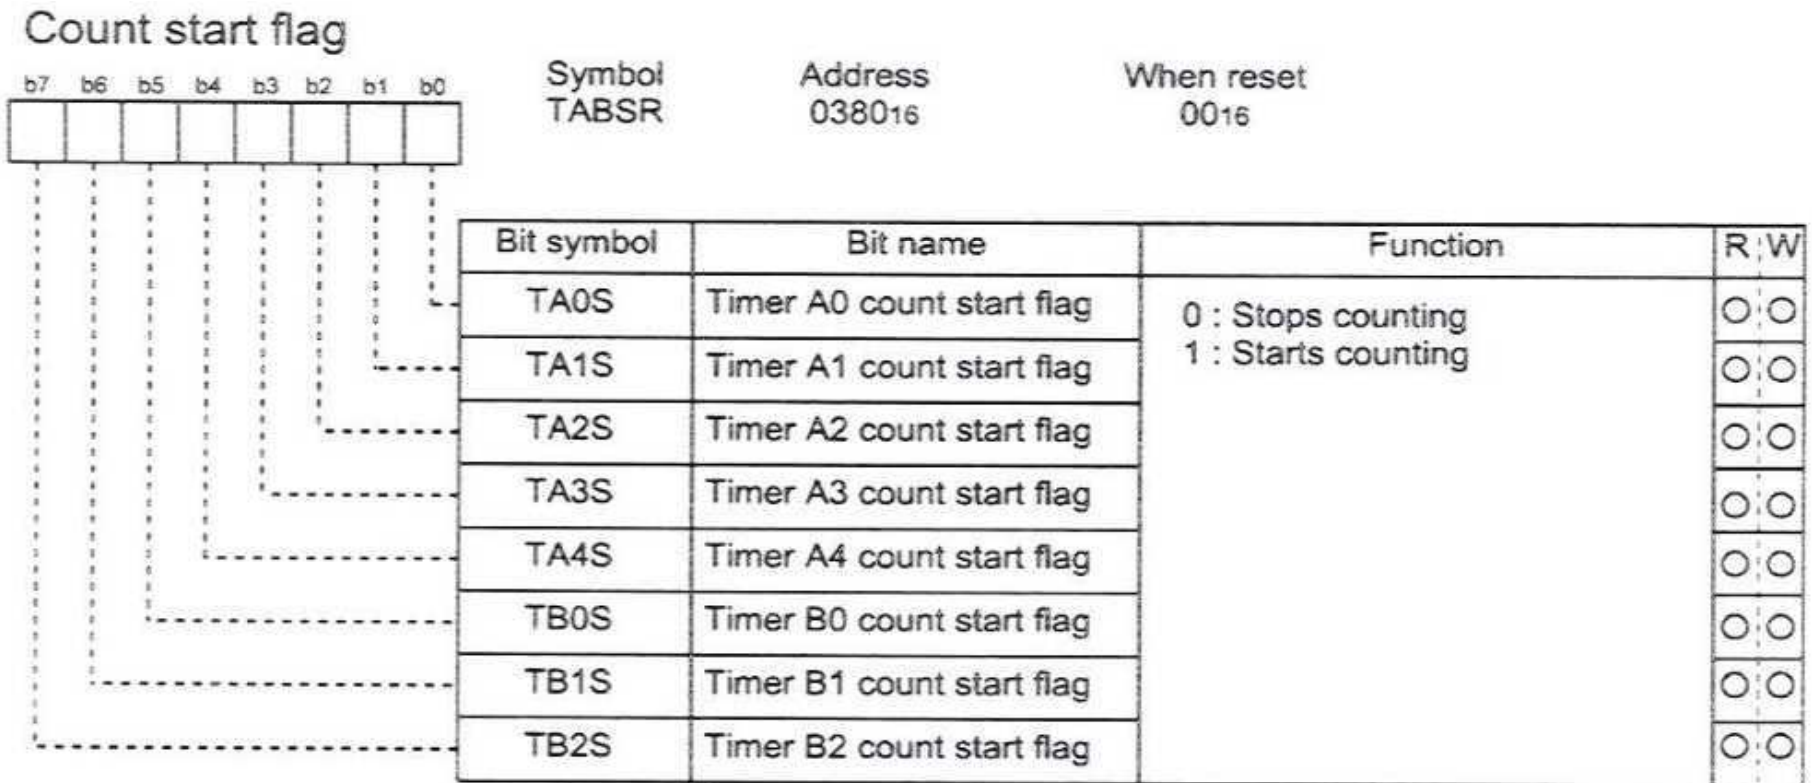 Count start flag
b7 b6 b5 b4 b3 b2 b1 b0
Symbol Address When reset
TABSR 038016 0016
Bit symbol Bit name Function R W
TA0S Timer A0 count start flag 0 : Stops counting
1 : Starts counting
TA1S Timer A1 count start flag
TA2S Timer A2 count start flag
TA3S Timer A3 count start flag
TA4S Timer A4 count start flag
TB0S Timer B0 count start flag
TB1S Timer B1 count start flag
TB2S Timer B2 count start flag